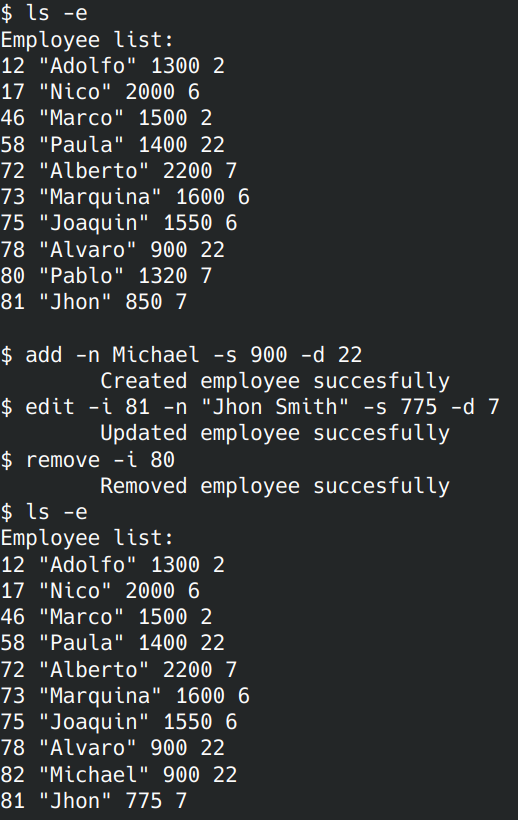 $ ls -e
Employee list:
12 "Adolfo" 1300 2
17 "Nico" 2000 6
46 "Marco" 1500 2
58 "Paula" 1400 22
72 "Alberto" 2200 7
73 "Marquina" 1600 6
75 "Joaquin" 1550 6
78 "Alvaro" 900 22
80 "Pablo" 1320 7
81 "Jhon" 850 7
$ add -n Michael -s 900 -d 22
Created employee succesfully
$ edit -i 81 -n "Jhon Smith" -s 775 -d 7
Updated employee succesfully
$ remove -i 80
Removed employee succesfully
$ ls -e
Employee list:
12 "Adolfo" 1300 2
17 "Nico" 2000 6
46 "Marco" 1500 2
58 "Paula" 1400 22
72 "Alberto" 2200 7
73 "Marquina" 1600 6
75 "Joaquin" 1550 6
78 "Alvaro" 900 22
82 "Michael" 900 22
81 "Jhon" 775 7